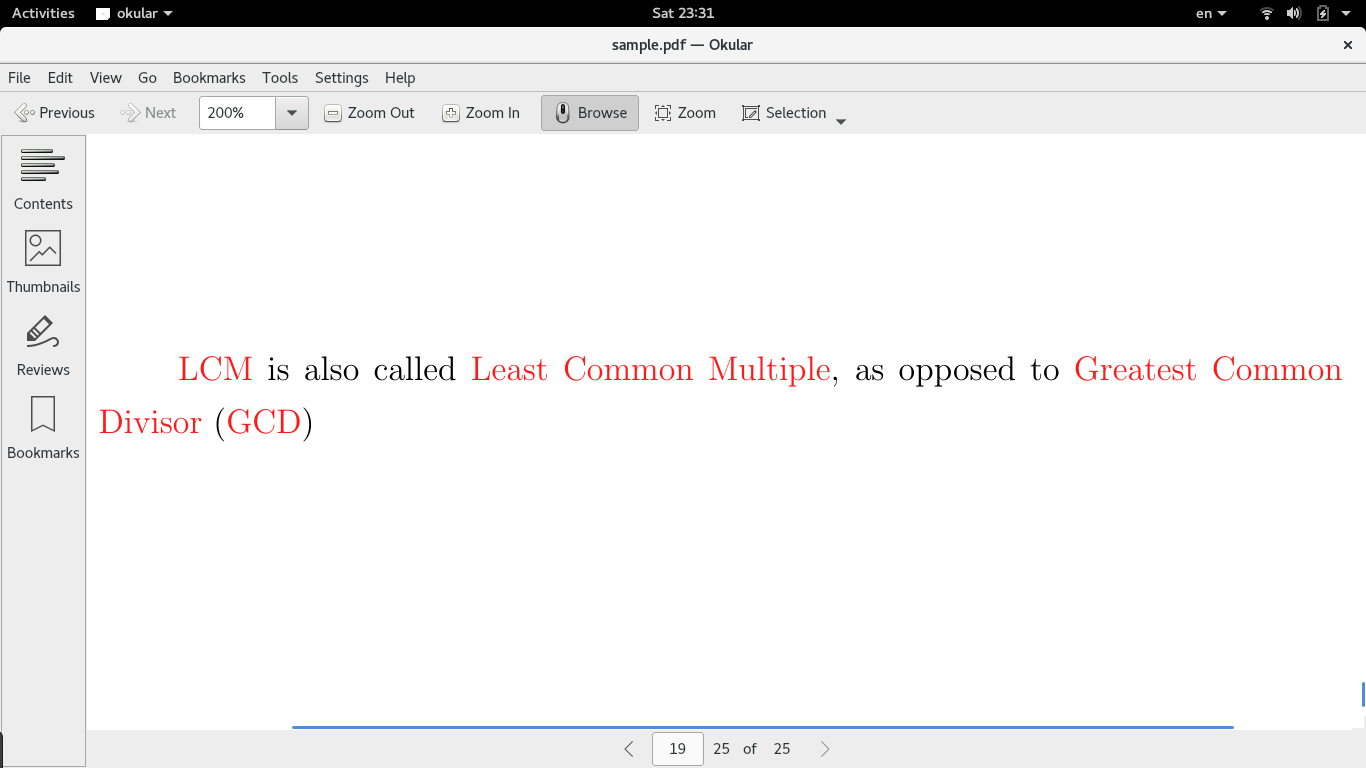 Activities okular Sat 23:31 en
sample.pdf — Okular
File Edit View Go Bookmarks Tools Settings Help
Previous Next 200% Zoom Out Zoom In Browse Zoom Selection
Contents
Thumbnails
Reviews
Bookmarks
LCM is also called Least Common Multiple, as opposed to Greatest Common
Divisor (GCD)
19 25 of 25